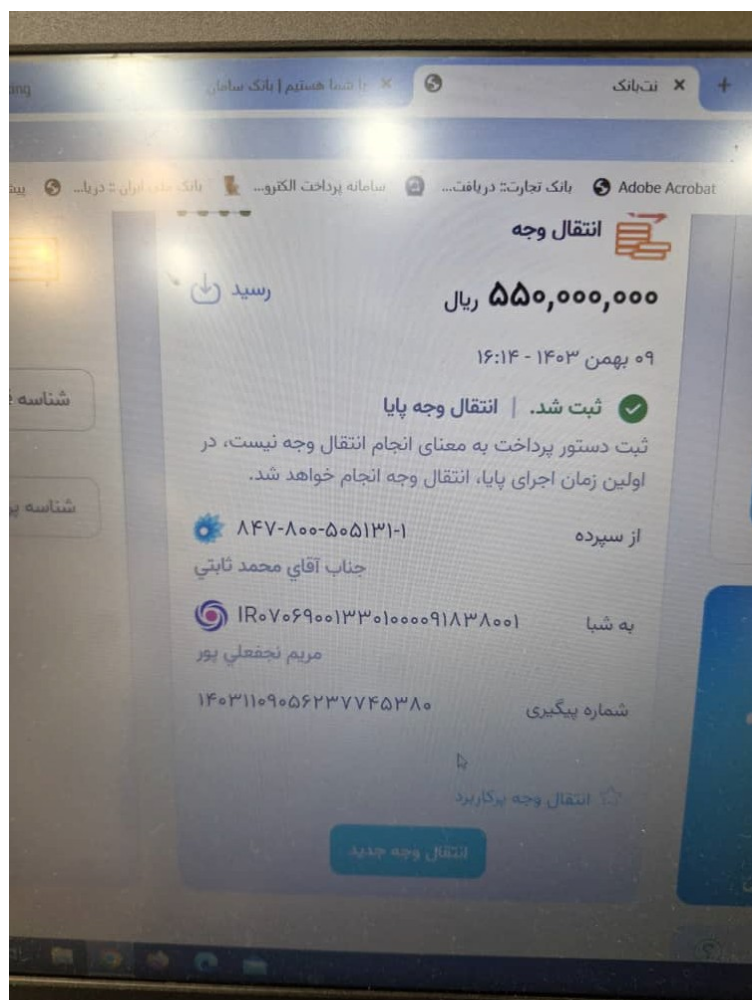 نت‌بانک
با شما هستیم | بانک سامان
Adobe Acrobat
بانک تجارت:: دریافت...
سامانه پرداخت الکترو...
بانک ملی ایران :: دریا...
انتقال وجه
۵۵۰,۰۰۰,۰۰۰ ریال
رسید
۰۹ بهمن ۱۴۰۳ - ۱۶:۱۴
ثبت شد. | انتقال وجه پایا
ثبت دستور پرداخت به معنای انجام انتقال وجه نیست، در
اولین زمان اجرای پایا، انتقال وجه انجام خواهد شد.
از سپرده
۸۴۷-۸۰۰-۵۰۵۱۳۱-۱
جناب آقاي محمد ثابتي
به شبا
IR۰۷۰۶۹۰۰۱۳۳۰۱۰۰۰۰۹۱۸۳۸۰۰۱
مريم نجفعلي پور
شماره پیگیری
۱۴۰۳۱۱۰۹۰۵۶۲۳۷۷۴۵۳۸۰
انتقال وجه پرکاربرد
انتقال وجه جدید
شناسه
شناسه